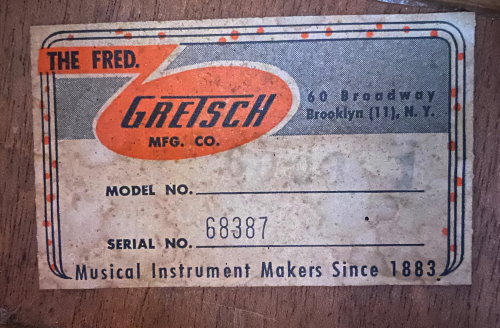 THE FRED.
GRETSCH
MFG. CO.
60 Broadway
Brooklyn (11), N. Y.
MODEL NO.
SERIAL NO. 68387
Musical Instrument Makers Since 1883